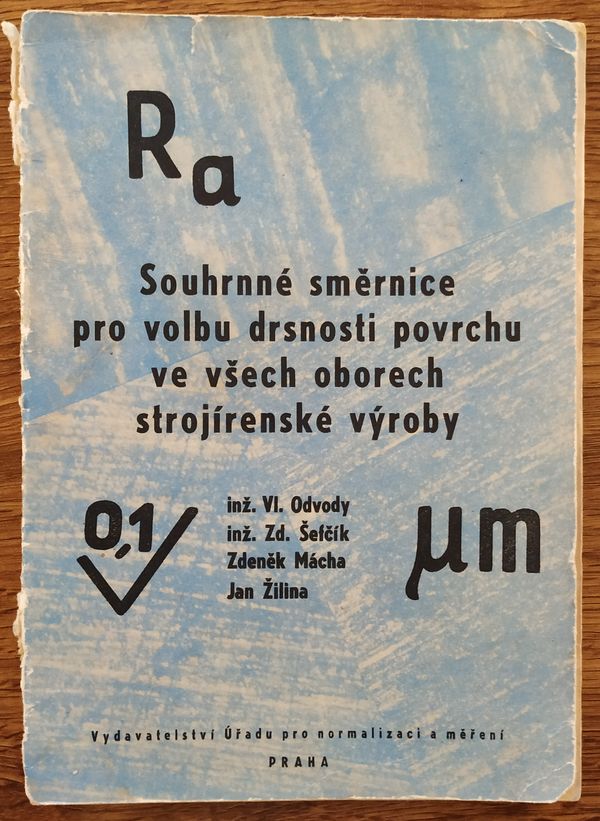 Ra
Souhrnné směrnice
pro volbu drsnosti povrchu
ve všech oborech
strojírenské výroby
0,1
inž. Vl. Odvody
inž. Zd. Šefčík
Zdeněk Mácha
Jan Žilina
µm
Vydavatelství Úřadu pro normalizaci a měření
PRAHA